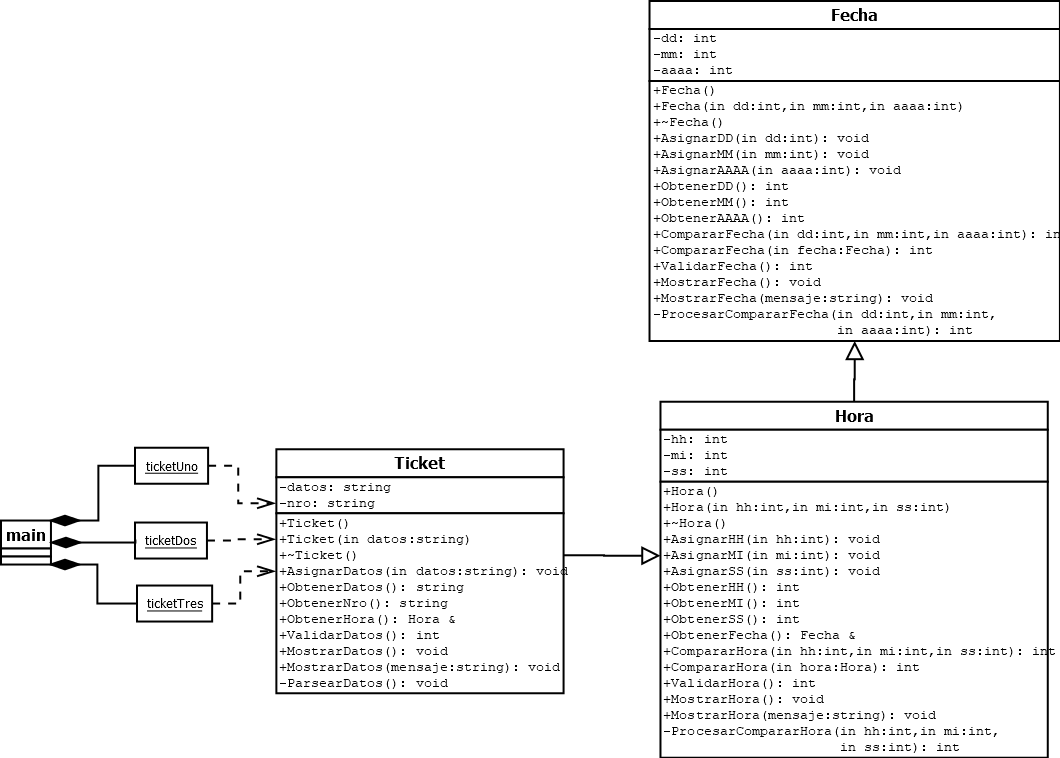 Fecha
-dd: int
-mm: int
-aaaa: int
+Fecha()
+Fecha(in dd:int,in mm:int,in aaaa:int)
+~Fecha()
+AsignarDD(in dd:int): void
+AsignarMM(in mm:int): void
+AsignarAAAA(in aaaa:int): void
+ObtenerDD(): int
+ObtenerMM(): int
+ObtenerAAAA(): int
+CompararFecha(in dd:int,in mm:int,in aaaa:int): in
+CompararFecha(in fecha:Fecha): int
+ValidarFecha(): int
+MostrarFecha(): void
+MostrarFecha(mensaje:string): void
-ProcesarCompararFecha(in dd:int,in mm:int,
in aaaa:int): int
main
ticketUno
ticketDos
ticketTres
Ticket
-datos: string
-nro: string
+Ticket()
+Ticket(in datos:string)
+~Ticket()
+AsignarDatos(in datos:string): void
+ObtenerDatos(): string
+ObtenerNro(): string
+ObtenerHora(): Hora &
+ValidarDatos(): int
+MostrarDatos(): void
+MostrarDatos(mensaje:string): void
-ParsearDatos(): void
Hora
-hh: int
-mi: int
-ss: int
+Hora()
+Hora(in hh:int,in mi:int,in ss:int)
+~Hora()
+AsignarHH(in hh:int): void
+AsignarMI(in mi:int): void
+AsignarSS(in ss:int): void
+ObtenerHH(): int
+ObtenerMI(): int
+ObtenerSS(): int
+ObtenerFecha(): Fecha &
+CompararHora(in hh:int,in mi:int,in ss:int): int
+CompararHora(in hora:Hora): int
+ValidarHora(): int
+MostrarHora(): void
+MostrarHora(mensaje:string): void
-ProcesarCompararHora(in hh:int,in mi:int,
in ss:int): int